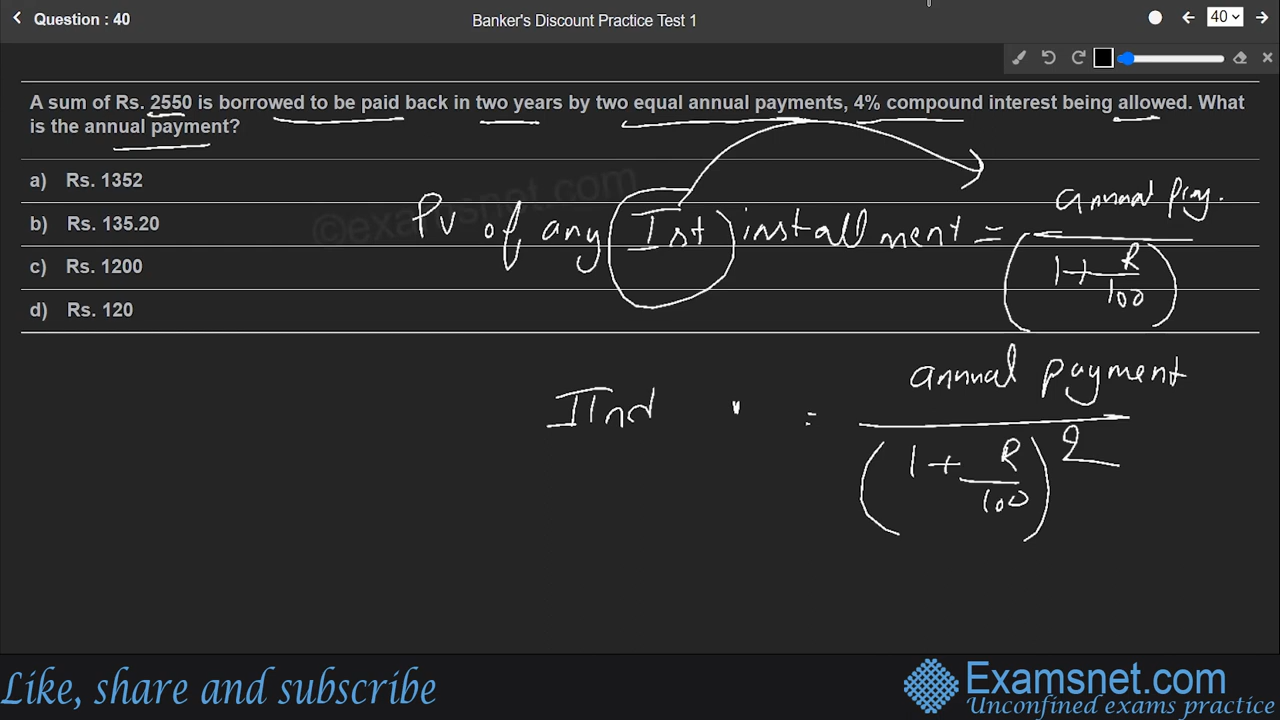 Question : 40
Banker's Discount Practice Test 1
40
A sum of Rs. 2550 is borrowed to be paid back in two years by two equal annual payments, 4% compound interest being allowed. What
is the annual payment?
a) Rs. 1352
b) Rs. 135.20
c) Rs. 1200
d) Rs. 120
©examsnet.com
Pv of any Ist installment = annual pay.
(1+ R/100)
IInd " = annual payment
(1 + R/100)2
Like, share and subscribe
Examsnet.com
Unconfined exams practice